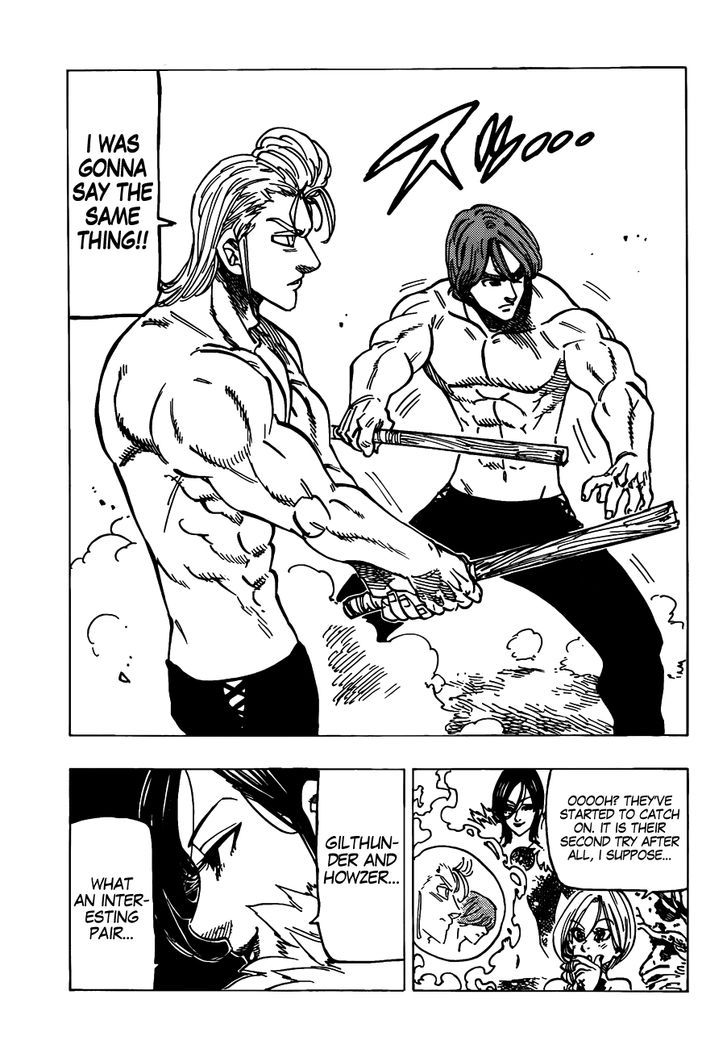 I WAS
GONNA
SAY THE
SAME
THING!!
OOOOH? THEY'VE
STARTED TO CATCH
ON. IT IS THEIR
SECOND TRY AFTER
ALL, I SUPPOSE...
GILTHUN-
DER AND
HOWZER...
WHAT
AN INTER-
ESTING
PAIR...